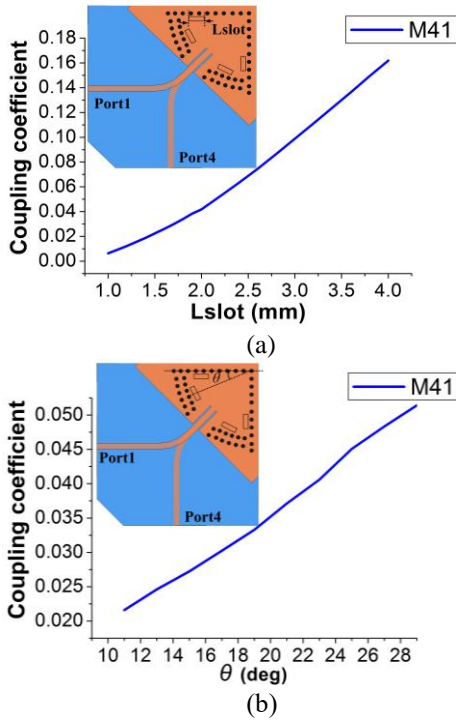 0.20
0.18
0.16
0.14
0.12
0.10
0.08
0.06
0.04
0.02
0.00
Coupling coefficient
M41
Lslot
Port1
Port4
1.0 1.5 2.0 2.5 3.0 3.5 4.0
Lslot (mm)
(a)
0.050
0.045
0.040
0.035
0.030
0.025
0.020
Coupling coefficient
M41
θ
Port1
Port4
10 12 14 16 18 20 22 24 26 28
θ (deg)
(b)